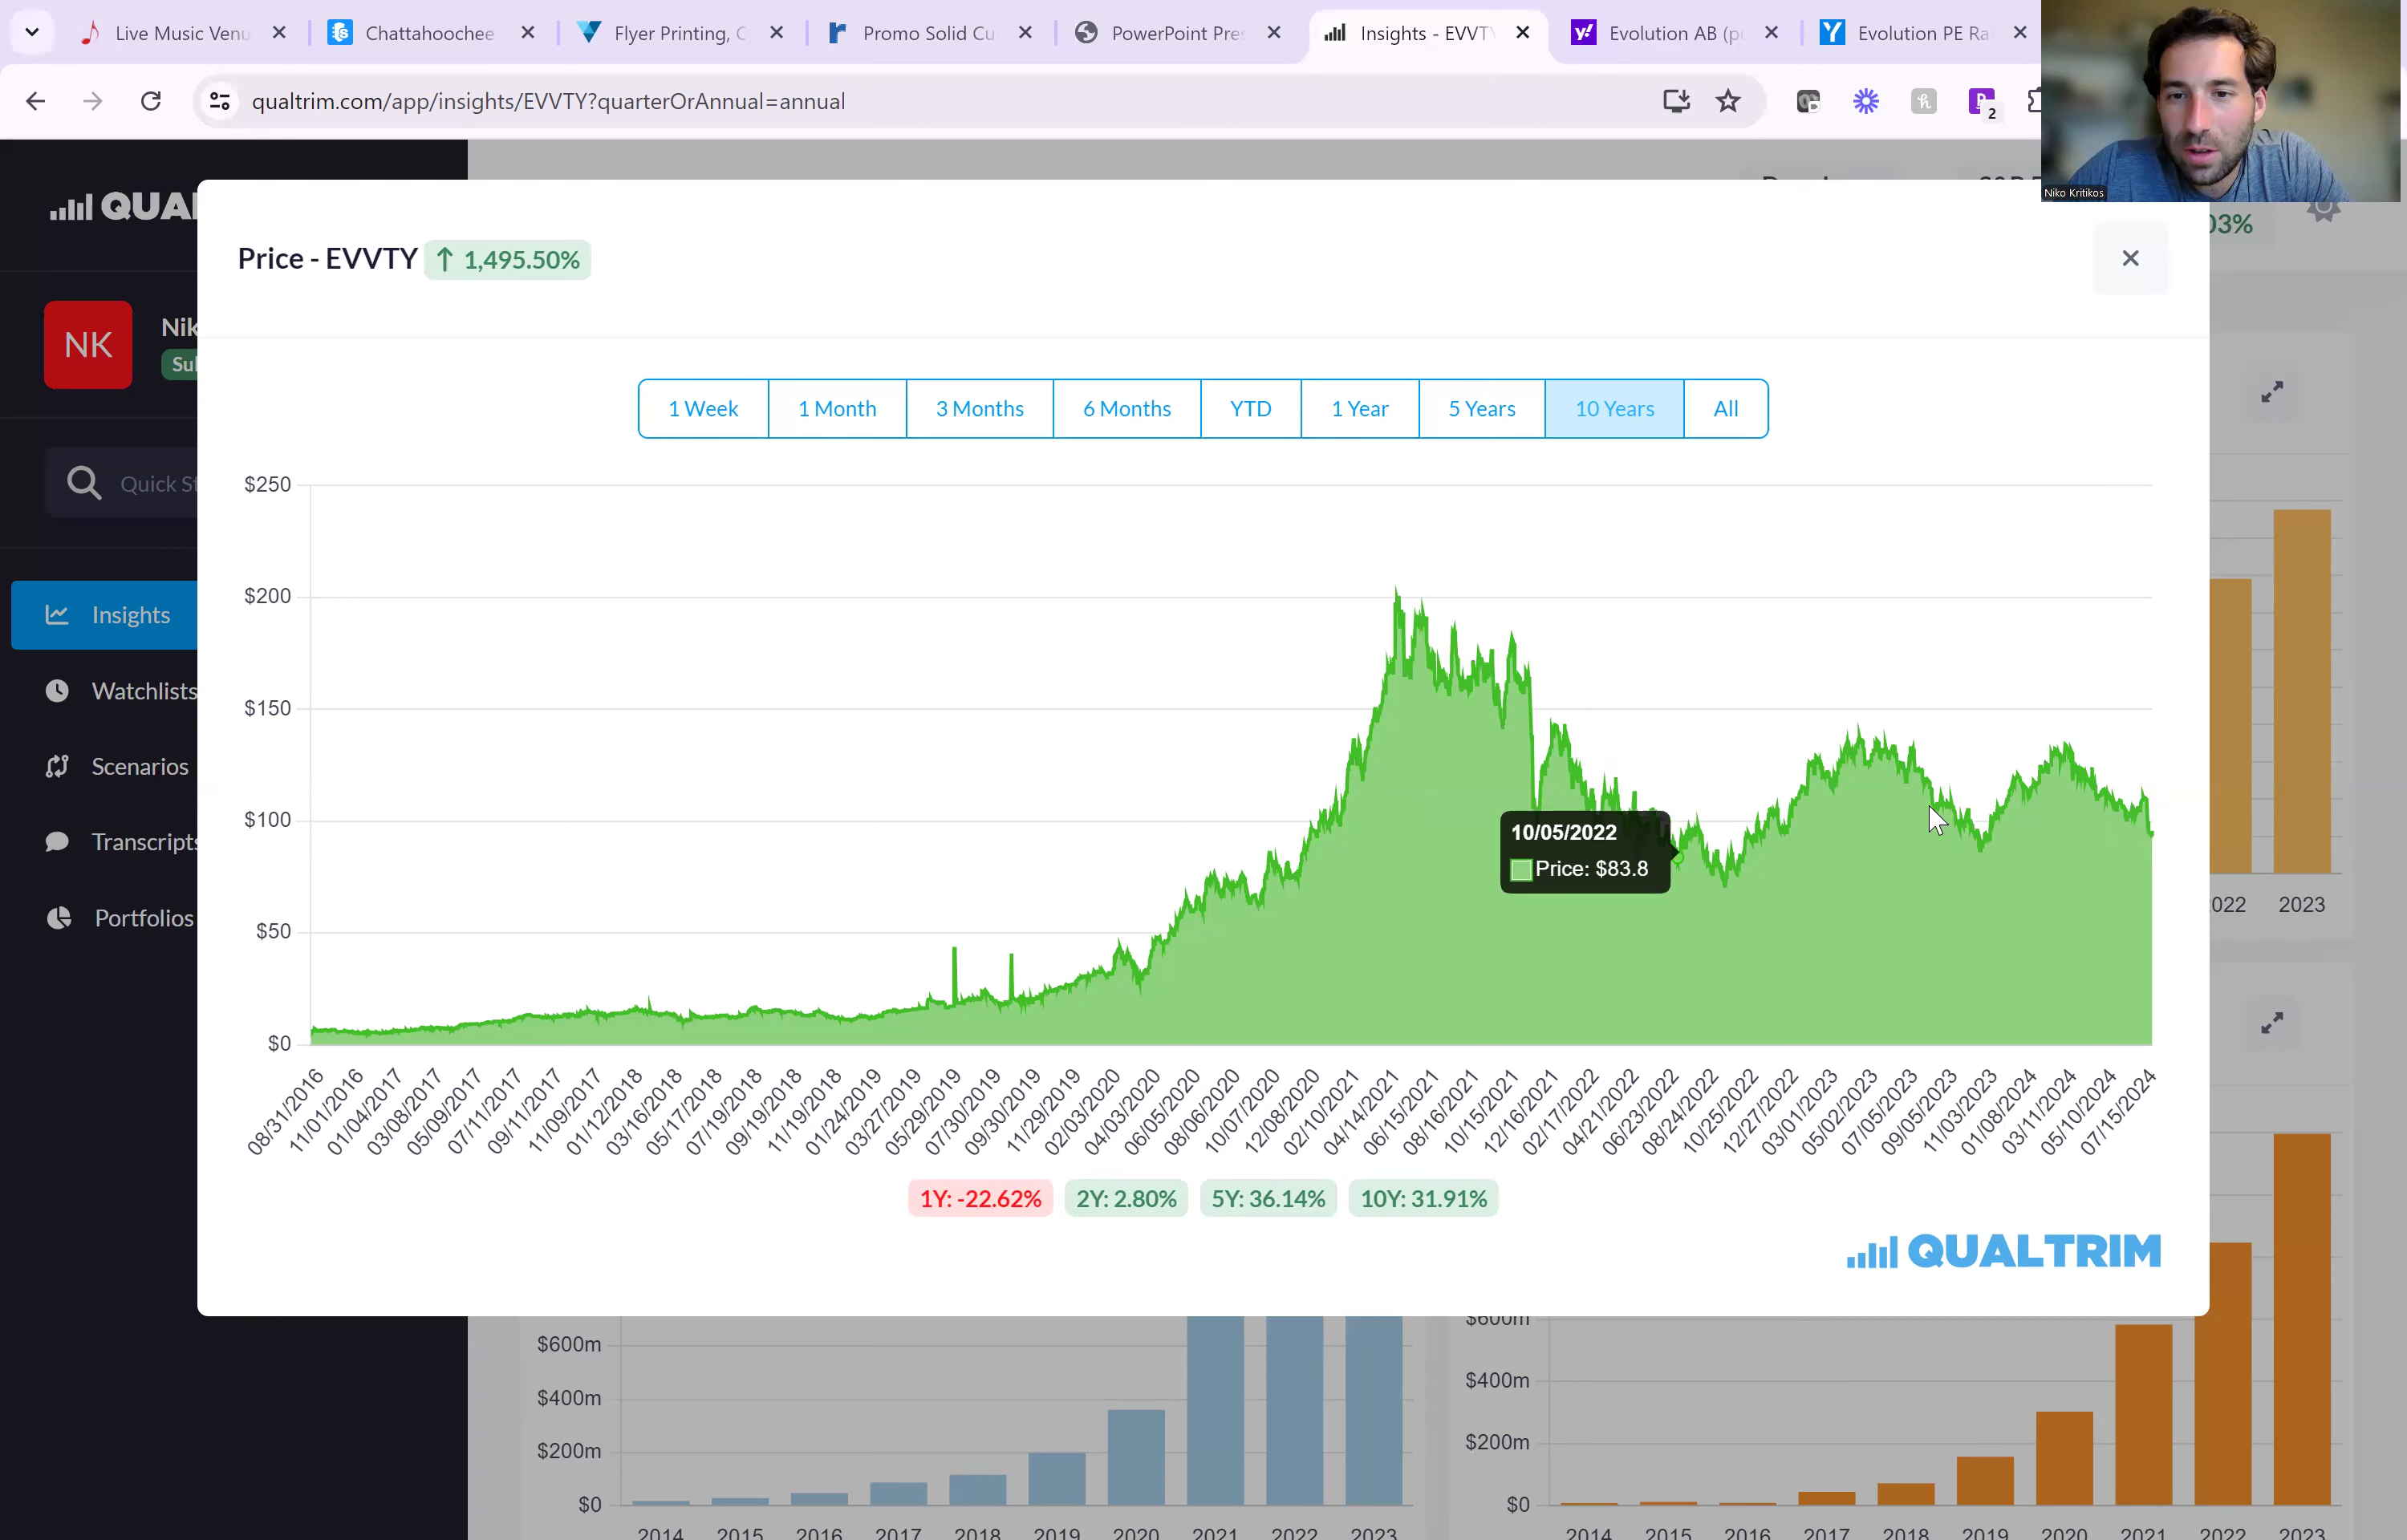 Live Music Venu
Chattahoochee
Flyer Printing, C
Promo Solid Cu
PowerPoint Pre
Insights - EVVTY
Evolution AB (p
Evolution PE Ra
qualtrim.com/app/insights/EVVTY?quarterOrAnnual=annual
2
Niko Kritikos
QUAL
03%
NK
Nik
Sul
Quick St
Insights
Watchlists
Scenarios
Transcripts
Portfolios
Price - EVVTY ↑ 1,495.50%
1 Week 1 Month 3 Months 6 Months YTD 1 Year 5 Years 10 Years All
$250
$200
$150
$100
$50
$0
10/05/2022
Price: $83.8
08/31/2016 11/01/2016 01/04/2017 03/08/2017 05/09/2017 07/11/2017 09/11/2017 11/09/2017 01/12/2018 03/16/2018 05/17/2018 07/19/2018 09/19/2018 11/19/2018 01/24/2019 03/27/2019 05/29/2019 07/30/2019 09/30/2019 11/29/2019 02/03/2020 04/03/2020 06/05/2020 08/06/2020 10/07/2020 12/08/2020 02/10/2021 04/14/2021 06/15/2021 08/16/2021 10/15/2021 12/16/2021 02/17/2022 04/21/2022 06/23/2022 08/24/2022 10/25/2022 12/27/2022 03/01/2023 05/02/2023 07/05/2023 09/05/2023 11/03/2023 01/08/2024 03/11/2024 05/10/2024 07/15/2024
1Y: -22.62% 2Y: 2.80% 5Y: 36.14% 10Y: 31.91%
QUALTRIM
022 2023
$600m
$400m
$200m
$0
2014 2015 2016 2017 2018 2019 2020 2021 2022 2023
$600m
$400m
$200m
$0
2014 2015 2016 2017 2018 2019 2020 2021 2022 2023